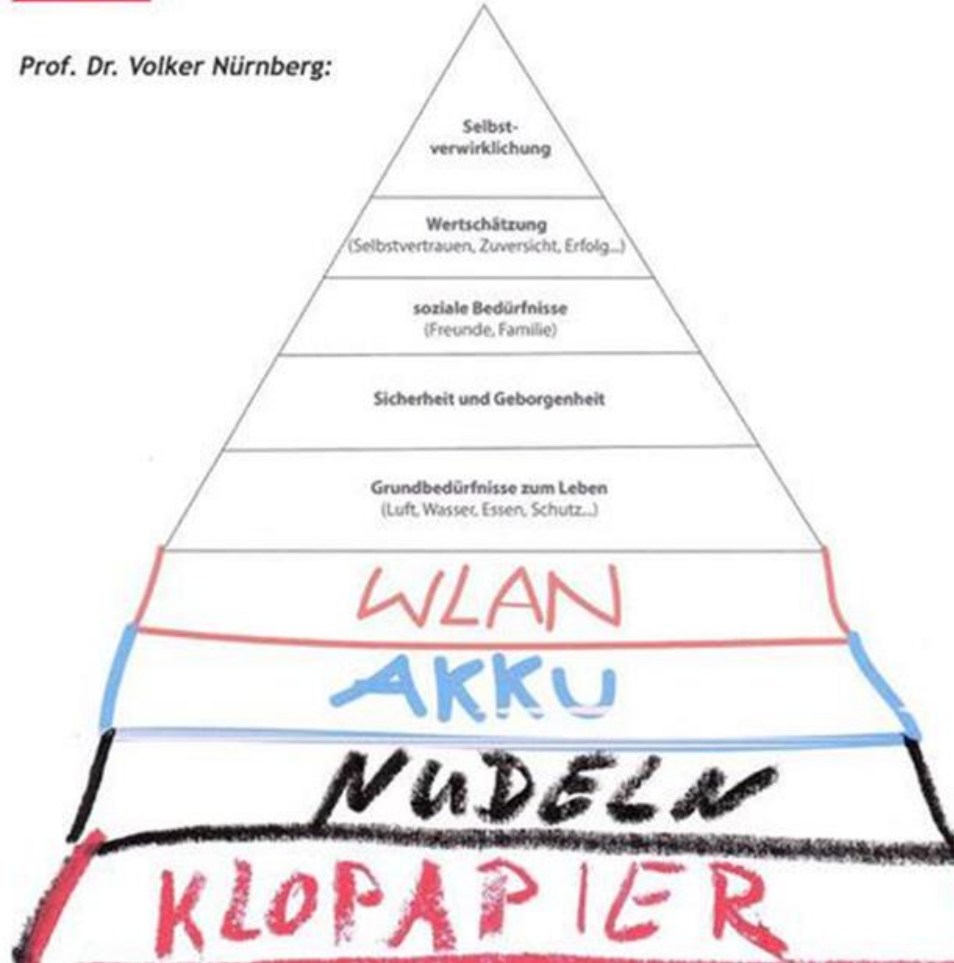 Prof. Dr. Volker Nürnberg:
Selbst-
verwirklichung
Wertschätzung
(Selbstvertrauen, Zuversicht, Erfolg...)
soziale Bedürfnisse
(Freunde, Familie)
Sicherheit und Geborgenheit
Grundbedürfnisse zum Leben
(Luft, Wasser, Essen, Schutz...)
WLAN
AKKU
NUDELN
KLOPAPIER